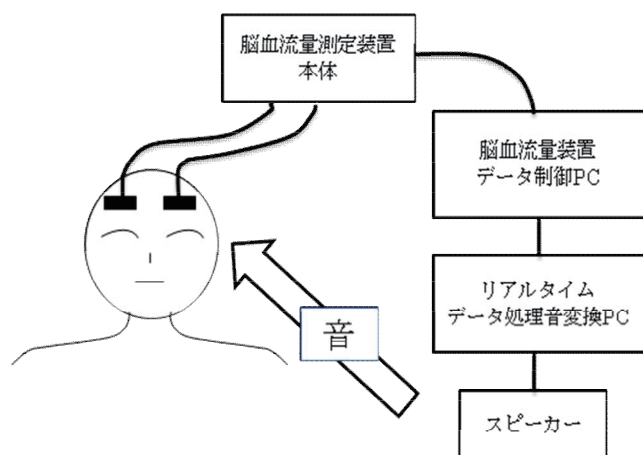 脳血流量測定装置
本体
脳血流量装置
データ制御PC
リアルタイム
データ処理音変換PC
音
スピーカー